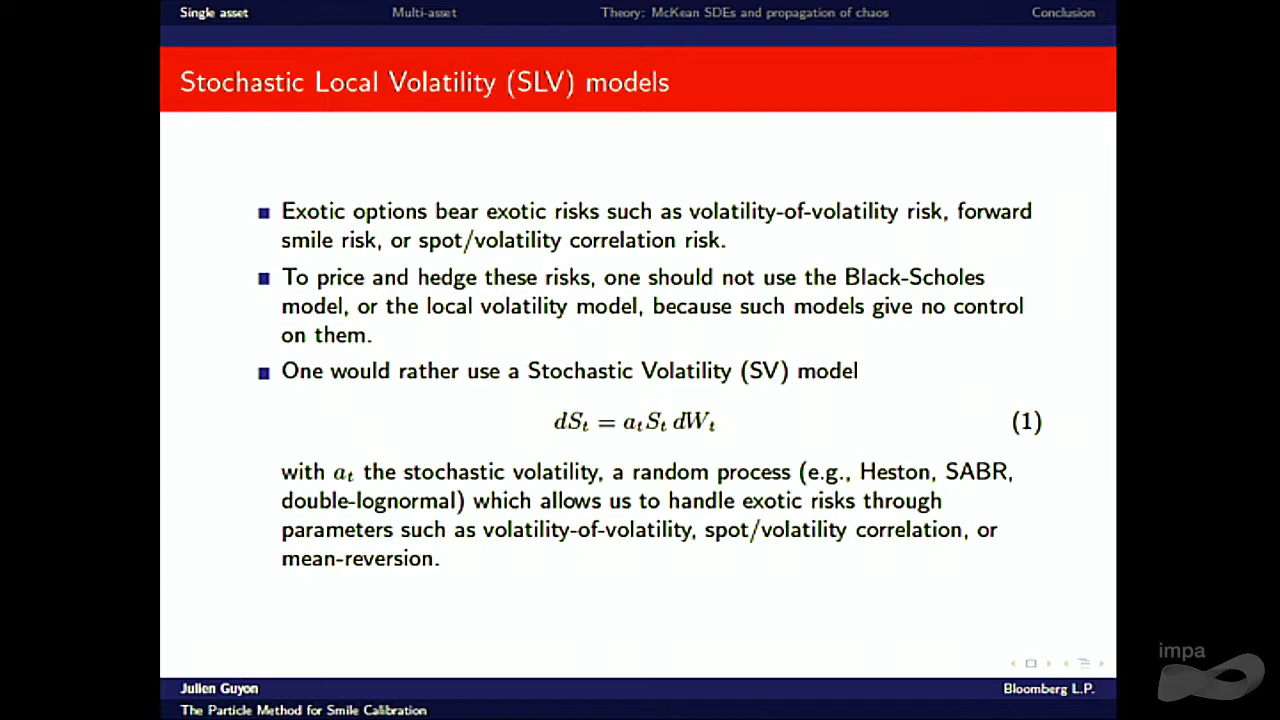 Single asset Multi-asset Theory: McKean SDEs and propagation of chaos Conclusion
Stochastic Local Volatility (SLV) models
Exotic options bear exotic risks such as volatility-of-volatility risk, forward
smile risk, or spot/volatility correlation risk.
To price and hedge these risks, one should not use the Black-Scholes
model, or the local volatility model, because such models give no control
on them.
One would rather use a Stochastic Volatility (SV) model
dSₜ = aₜSₜ dWₜ (1)
with aₜ the stochastic volatility, a random process (e.g., Heston, SABR,
double-lognormal) which allows us to handle exotic risks through
parameters such as volatility-of-volatility, spot/volatility correlation, or
mean-reversion.
impa
Julien Guyon Bloomberg L.P.
The Particle Method for Smile Calibration